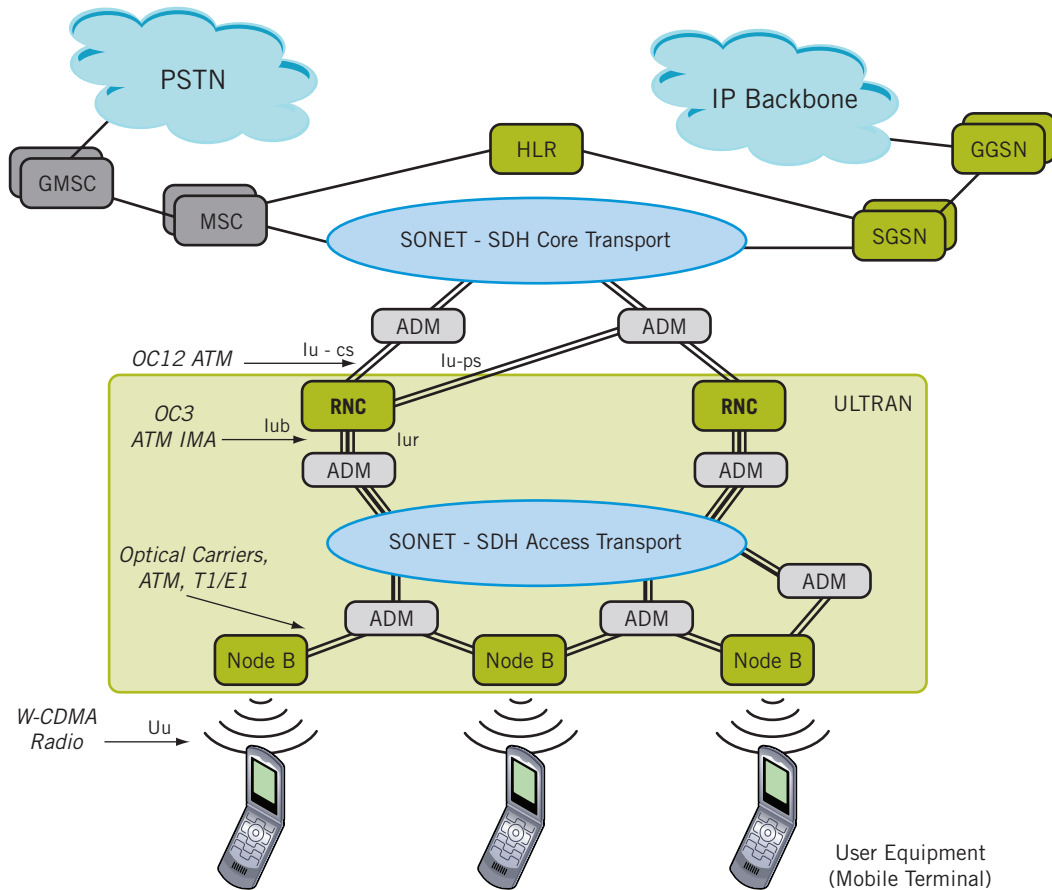 PSTN
IP Backbone
HLR
GGSN
GMSC
MSC
SGSN
SONET - SDH Core Transport
ADM
ADM
OC12 ATM
Iu - cs
Iu-ps
RNC
RNC
ULTRAN
OC3
ATM IMA
Iub
Iur
ADM
ADM
SONET - SDH Access Transport
Optical Carriers,
ATM, T1/E1
ADM
ADM
ADM
Node B
Node B
Node B
W-CDMA
Radio
Uu
User Equipment
(Mobile Terminal)